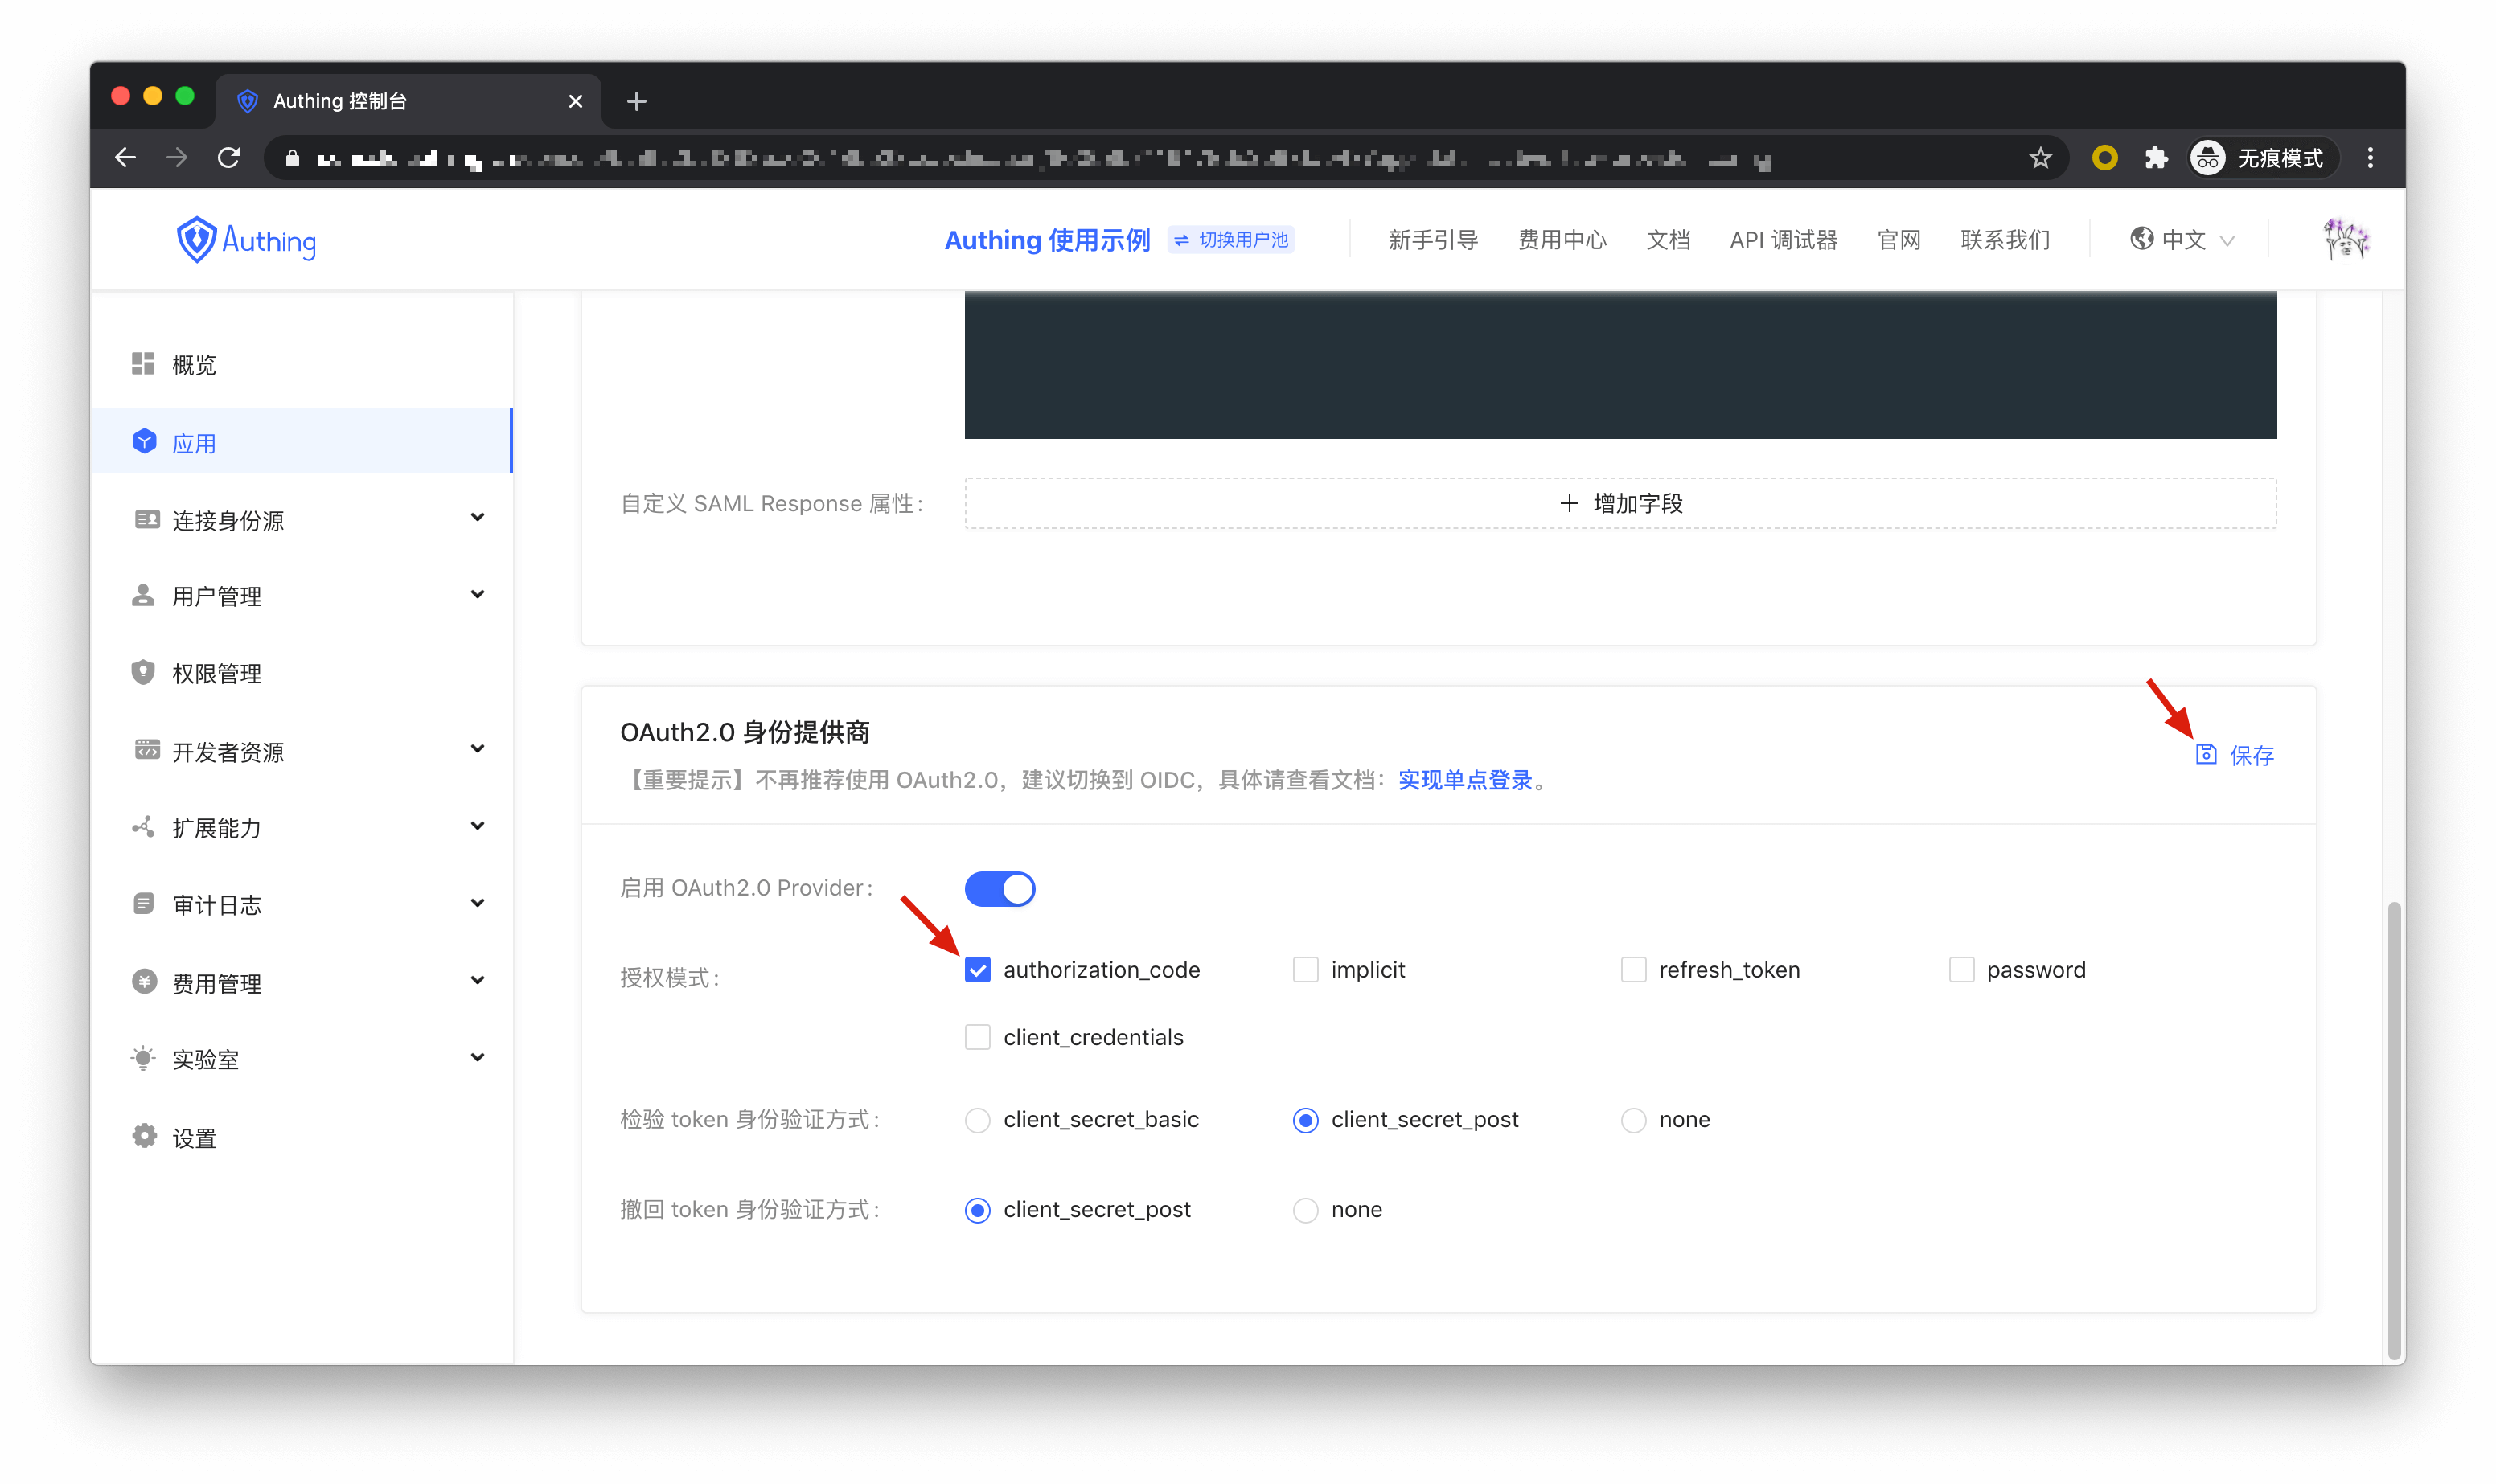 Authing 控制台
无痕模式
Authing
Authing 使用示例
切换用户池
新手引导
费用中心
文档
API 调试器
官网
联系我们
中文
概览
应用
连接身份源
用户管理
权限管理
开发者资源
扩展能力
审计日志
费用管理
实验室
设置
自定义 SAML Response 属性：
增加字段
OAuth2.0 身份提供商
【重要提示】不再推荐使用 OAuth2.0，建议切换到 OIDC，具体请查看文档：实现单点登录。
保存
启用 OAuth2.0 Provider：
授权模式：
authorization_code
implicit
refresh_token
password
client_credentials
检验 token 身份验证方式：
client_secret_basic
client_secret_post
none
撤回 token 身份验证方式：
client_secret_post
none